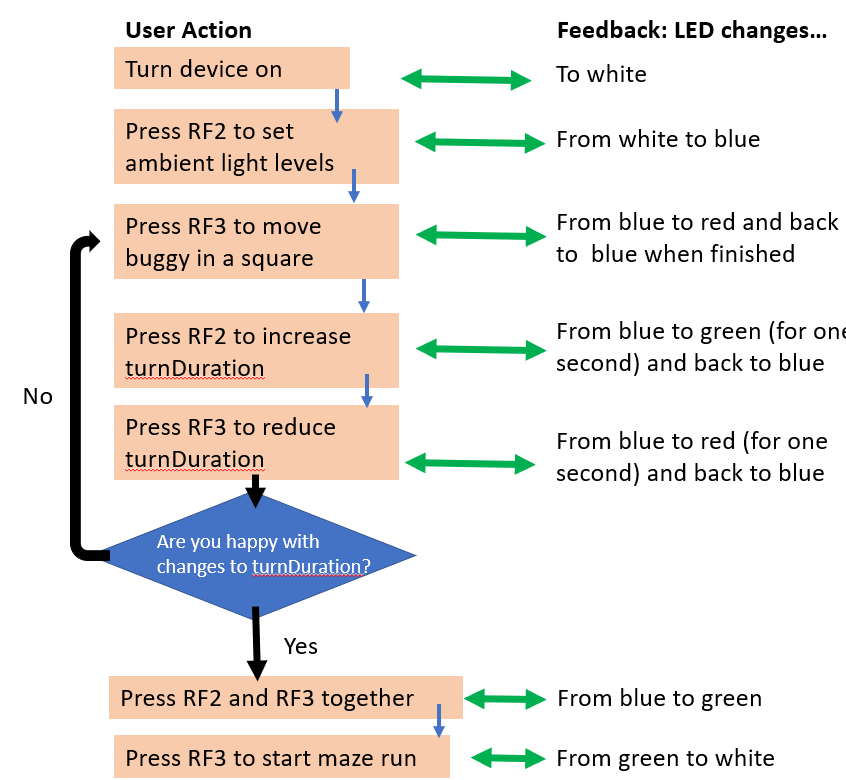 User Action
Feedback: LED changes…
Turn device on
To white
Press RF2 to set
ambient light levels
From white to blue
Press RF3 to move
buggy in a square
From blue to red and back
to  blue when finished
Press RF2 to increase
turnDuration
From blue to green (for one
second) and back to blue
No
Press RF3 to reduce
turnDuration
From blue to red (for one
second) and back to blue
Are you happy with
changes to turnDuration?
Yes
Press RF2 and RF3 together
From blue to green
Press RF3 to start maze run
From green to white